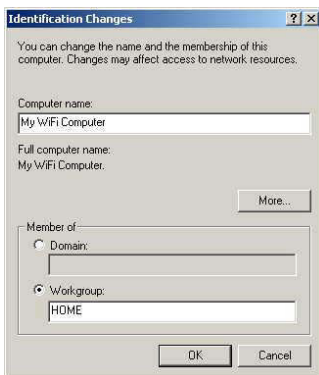 Identification Changes
You can change the name and the membership of this
computer. Changes may affect access to network resources.
Computer name:
My WiFi Computer
Full computer name:
My WiFi Computer.
More...
Member of
Domain:
Workgroup:
HOME
OK Cancel